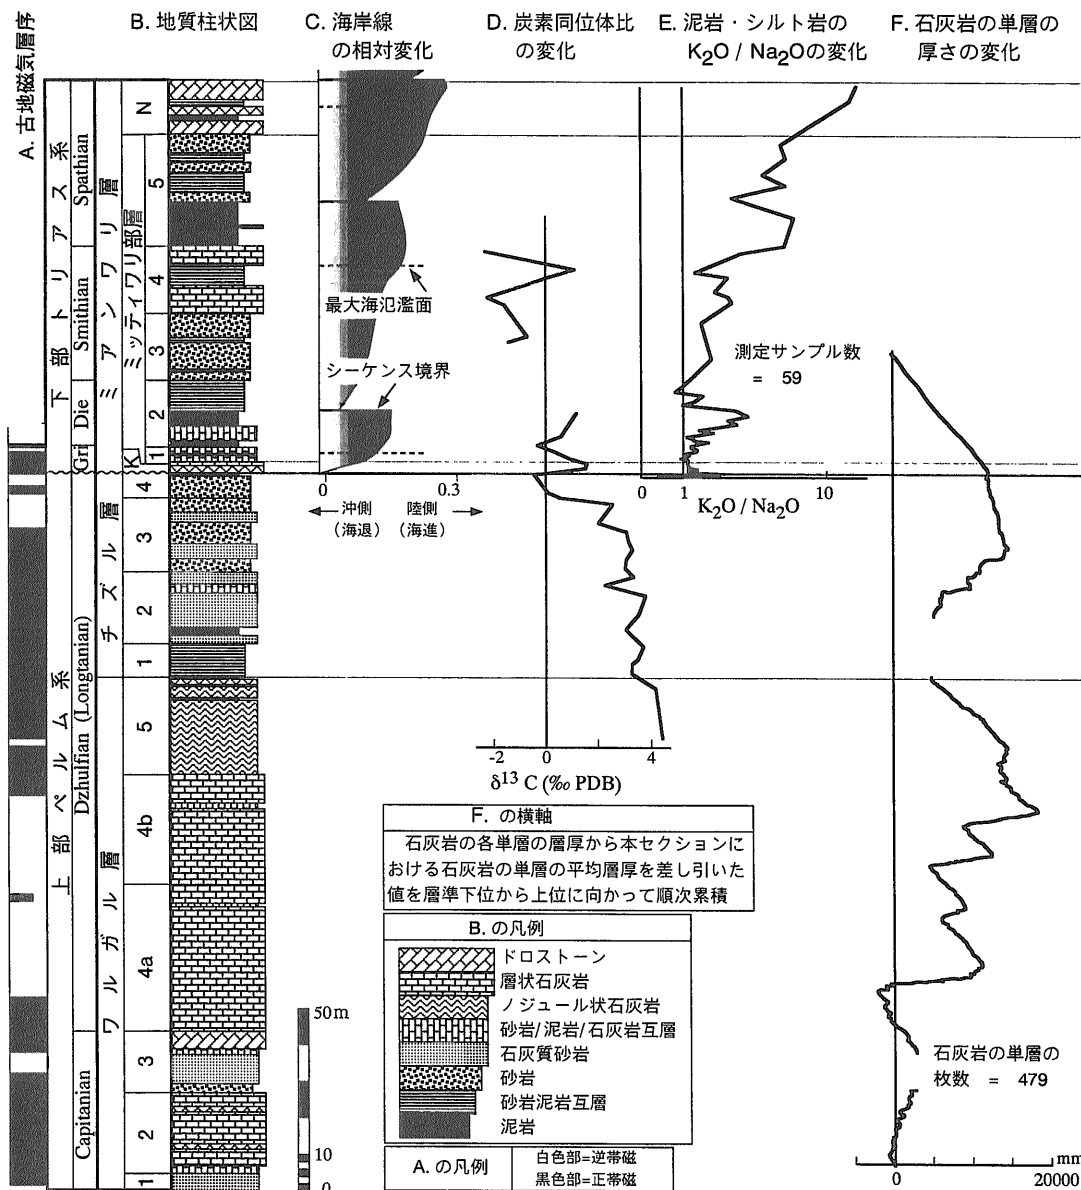 A. 古地磁気層序
B. 地質柱状図
C. 海岸線
の相対変化
D. 炭素同位体比
の変化
E. 泥岩・シルト岩の
K2O / Na2Oの変化
F. 石灰岩の単層の
厚さの変化
下部トリアス系
Spathian
Smithian
Die
Gri
ミアンワリ層
ミッティワリ部層
N
5
4
3
2
1
K
上部ペルム系
Dzhulfian (Longtanian)
Capitanian
チズル層
4
3
2
1
ワルガル層
5
4b
4a
3
2
1
最大海氾濫面
シーケンス境界
0
0.3
沖側
(海退)
陸側
(海進)
測定サンプル数
= 59
0
1
10
K2O / Na2O
-2
0
4
δ13 C (‰ PDB)
F. の横軸
石灰岩の各単層の層厚から本セクションに
おける石灰岩の単層の平均層厚を差し引いた
値を層準下位から上位に向かって順次累積
B. の凡例
ドロストーン
層状石灰岩
ノジュール状石灰岩
砂岩/泥岩/石灰岩互層
石灰質砂岩
砂岩
砂岩泥岩互層
泥岩
A. の凡例
白色部=逆帯磁
黒色部=正帯磁
50m
10
0
石灰岩の単層の
枚数 = 479
mm
0
20000